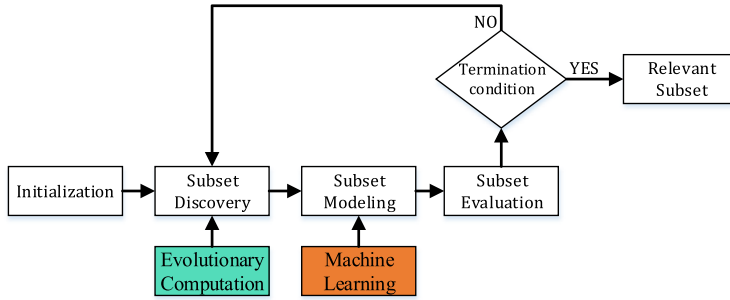 NO
Termination
condition
YES
Relevant
Subset
Initialization
Subset
Discovery
Subset
Modeling
Subset
Evaluation
Evolutionary
Computation
Machine
Learning